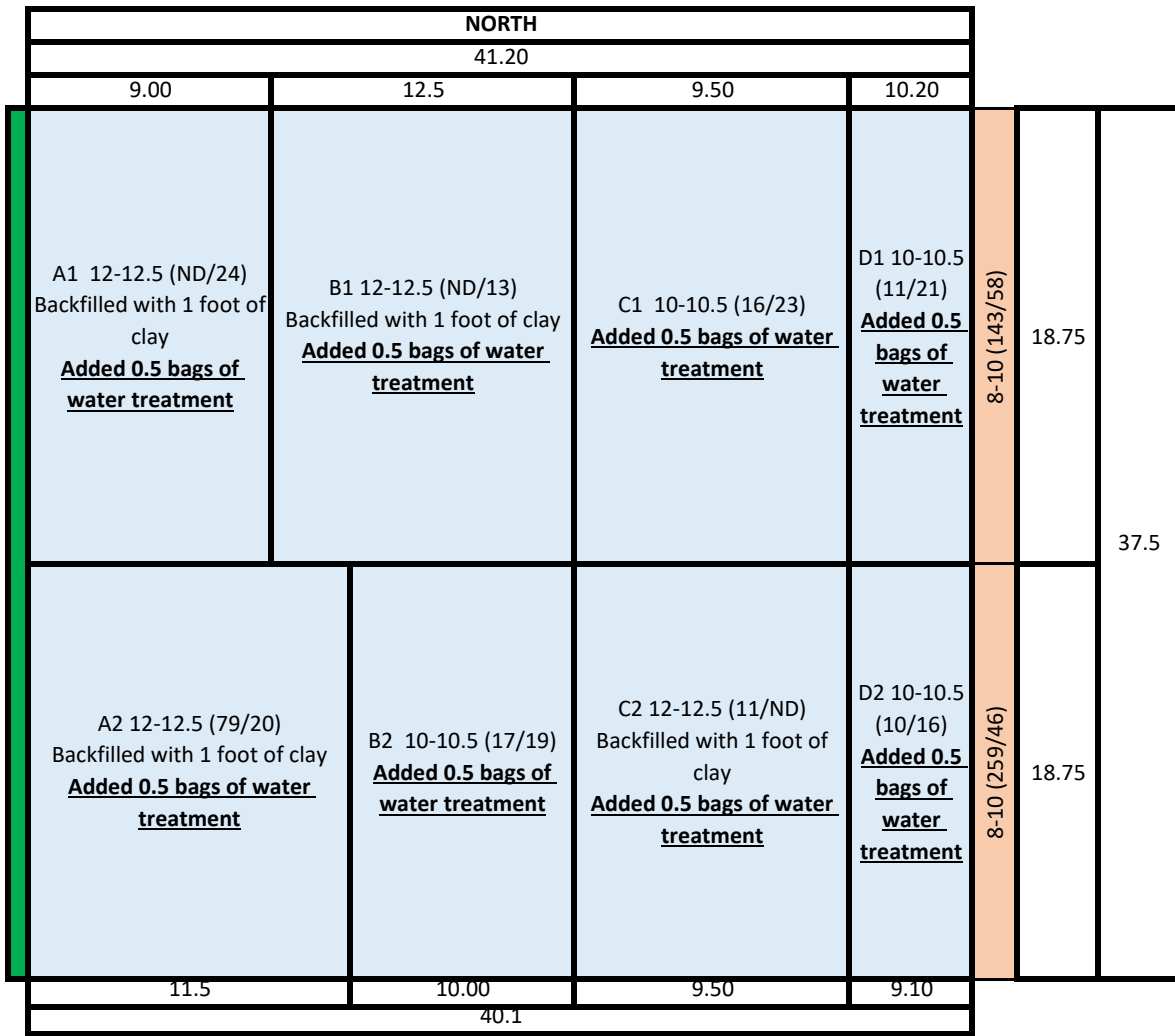 NORTH
41.20
9.00
12.5
9.50
10.20
A1 12-12.5 (ND/24)
Backfilled with 1 foot of
clay
Added 0.5 bags of
water treatment
B1 12-12.5 (ND/13)
Backfilled with 1 foot of clay
Added 0.5 bags of water
treatment
C1 10-10.5 (16/23)
Added 0.5 bags of water
treatment
D1 10-10.5
(11/21)
Added 0.5
bags of
water
treatment
8-10 (143/58)
18.75
37.5
A2 12-12.5 (79/20)
Backfilled with 1 foot of clay
Added 0.5 bags of water
treatment
B2 10-10.5 (17/19)
Added 0.5 bags of
water treatment
C2 12-12.5 (11/ND)
Backfilled with 1 foot of
clay
Added 0.5 bags of water
treatment
D2 10-10.5
(10/16)
Added 0.5
bags of
water
treatment
8-10 (259/46)
18.75
11.5
10.00
9.50
9.10
40.1